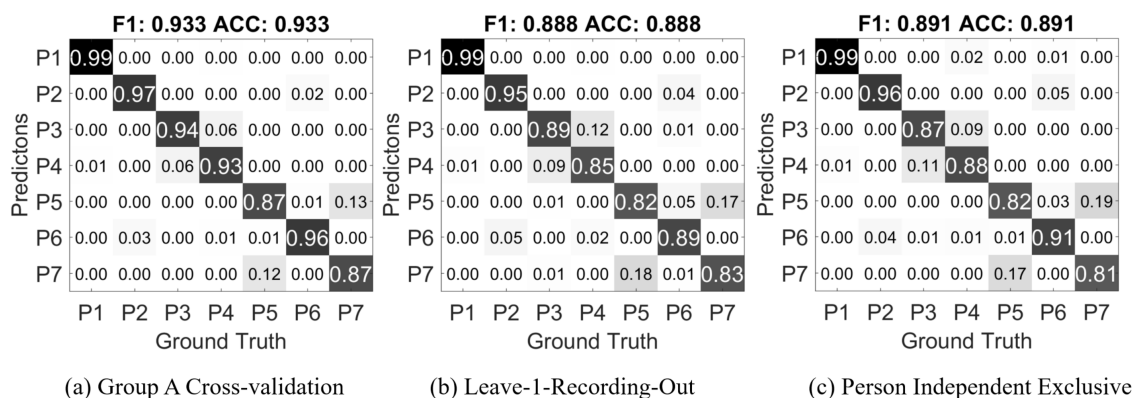 F1: 0.933 ACC: 0.933
P1 0.99 0.00 0.00 0.00 0.00 0.00 0.00
P2 0.00 0.97 0.00 0.00 0.00 0.02 0.00
P3 0.00 0.00 0.94 0.06 0.00 0.00 0.00
P4 0.01 0.00 0.06 0.93 0.00 0.00 0.00
P5 0.00 0.00 0.00 0.00 0.87 0.01 0.13
P6 0.00 0.03 0.00 0.01 0.01 0.96 0.00
P7 0.00 0.00 0.00 0.00 0.12 0.00 0.87
P1 P2 P3 P4 P5 P6 P7
Predictons
Ground Truth
(a) Group A Cross-validation
F1: 0.888 ACC: 0.888
P1 0.99 0.00 0.00 0.00 0.00 0.00 0.00
P2 0.00 0.95 0.00 0.00 0.00 0.04 0.00
P3 0.00 0.00 0.89 0.12 0.00 0.01 0.00
P4 0.01 0.00 0.09 0.85 0.00 0.00 0.00
P5 0.00 0.00 0.00 0.00 0.82 0.05 0.17
P6 0.00 0.05 0.00 0.02 0.00 0.89 0.00
P7 0.00 0.00 0.01 0.00 0.18 0.01 0.83
P1 P2 P3 P4 P5 P6 P7
Predictons
Ground Truth
(b) Leave-1-Recording-Out
F1: 0.891 ACC: 0.891
P1 0.99 0.00 0.00 0.02 0.00 0.01 0.00
P2 0.00 0.96 0.00 0.00 0.00 0.05 0.00
P3 0.00 0.00 0.87 0.09 0.00 0.00 0.00
P4 0.01 0.00 0.11 0.88 0.00 0.00 0.00
P5 0.00 0.00 0.00 0.00 0.82 0.03 0.19
P6 0.00 0.04 0.01 0.01 0.01 0.91 0.00
P7 0.00 0.00 0.00 0.00 0.17 0.00 0.81
P1 P2 P3 P4 P5 P6 P7
Predictons
Ground Truth
(c) Person Independent Exclusive